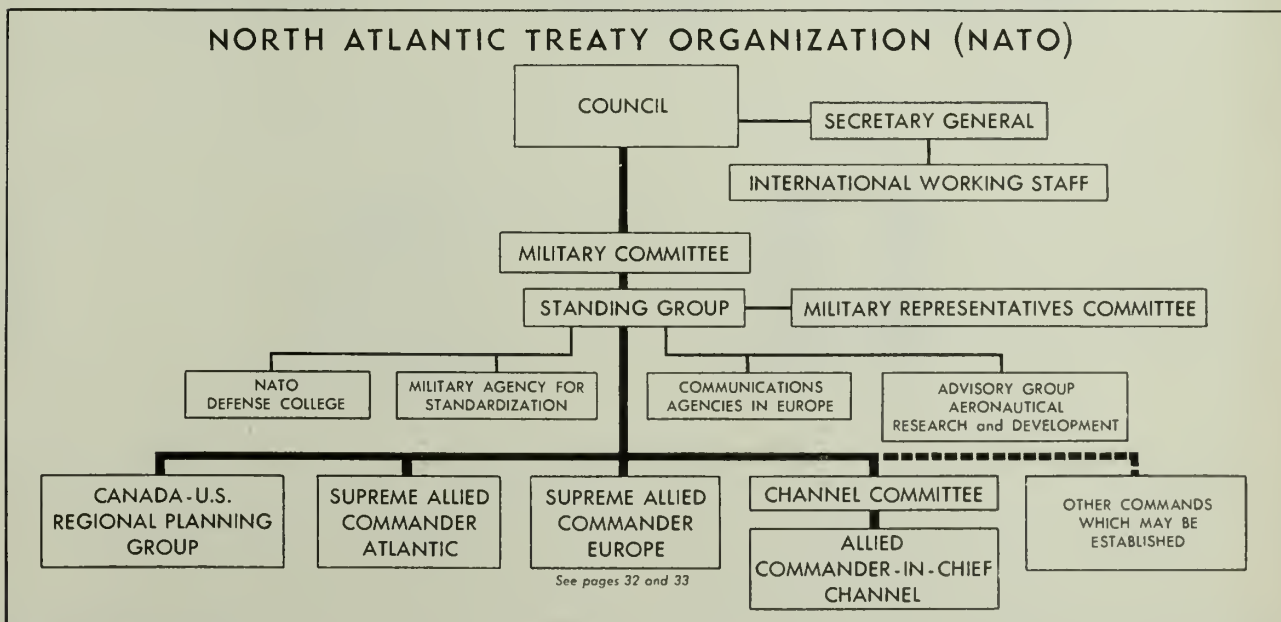 NORTH ATLANTIC TREATY ORGANIZATION (NATO)
COUNCIL
SECRETARY GENERAL
INTERNATIONAL WORKING STAFF
MILITARY COMMITTEE
STANDING GROUP
MILITARY REPRESENTATIVES COMMITTEE
NATO
DEFENSE COLLEGE
MILITARY AGENCY FOR
STANDARDIZATION
COMMUNICATIONS
AGENCIES IN EUROPE
ADVISORY GROUP
AERONAUTICAL
RESEARCH and DEVELOPMENT
CANADA-U.S.
REGIONAL PLANNING
GROUP
SUPREME ALLIED
COMMANDER
ATLANTIC
SUPREME ALLIED
COMMANDER
EUROPE
See pages 32 and 33
CHANNEL COMMITTEE
ALLIED
COMMANDER-IN-CHIEF
CHANNEL
OTHER COMMANDS
WHICH MAY BE
ESTABLISHED